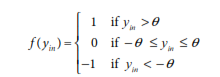 1 if y_in > θ
f(y_in) = { 0 if −θ ≤ y_in ≤ θ
−1 if y_in < −θ